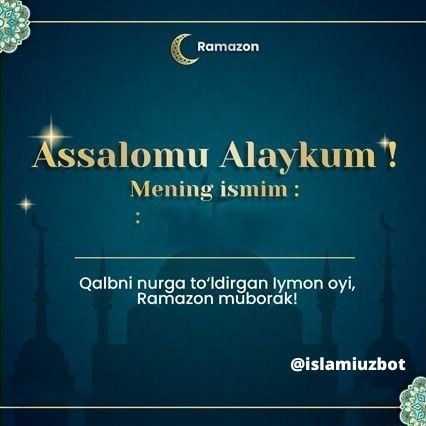 Ramazon
Assalomu Alaykum !
Mening ismim :
:
Qalbni nurga to‘ldirgan Iymon oyi,
Ramazon muborak!
@islamiuzbot